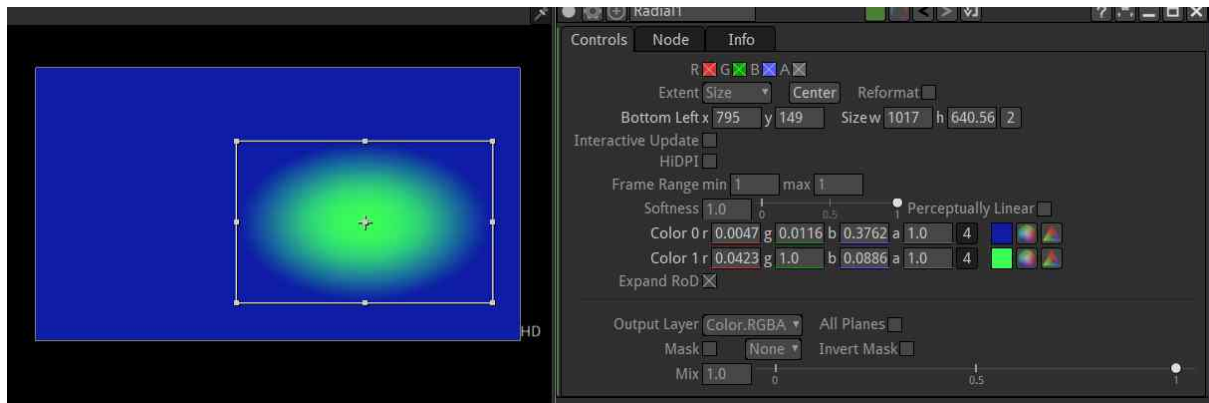 Radial1
?
Controls Node Info
R G B A
Extent Size Center Reformat
Bottom Left x 795 y 149 Size w 1017 h 640.56 2
Interactive Update
HiDPI
Frame Range min 1 max 1
Softness 1.0 0 0.5 1 Perceptually Linear
Color 0 r 0.0047 g 0.0116 b 0.3762 a 1.0 4
Color 1 r 0.0423 g 1.0 b 0.0886 a 1.0 4
Expand RoD
HD
Output Layer Color.RGBA All Planes
Mask None Invert Mask
Mix 1.0 0 0.5 1